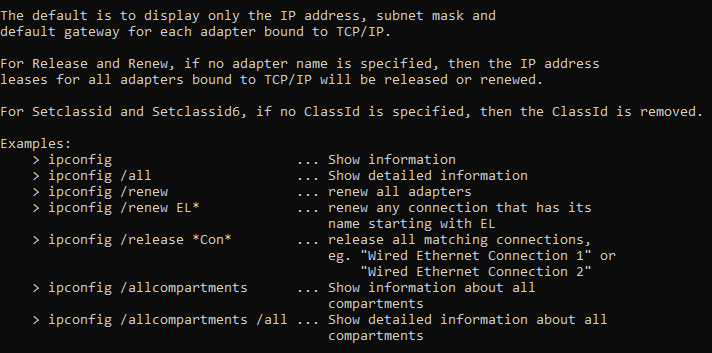 The default is to display only the IP address, subnet mask and
default gateway for each adapter bound to TCP/IP.

For Release and Renew, if no adapter name is specified, then the IP address
leases for all adapters bound to TCP/IP will be released or renewed.

For Setclassid and Setclassid6, if no ClassId is specified, then the ClassId is removed.

Examples:
    > ipconfig                       ... Show information
    > ipconfig /all                  ... Show detailed information
    > ipconfig /renew                ... renew all adapters
    > ipconfig /renew EL*            ... renew any connection that has its
                                         name starting with EL
    > ipconfig /release *Con*        ... release all matching connections,
                                         eg. "Wired Ethernet Connection 1" or
                                             "Wired Ethernet Connection 2"
    > ipconfig /allcompartments      ... Show information about all
                                         compartments
    > ipconfig /allcompartments /all ... Show detailed information about all
                                         compartments